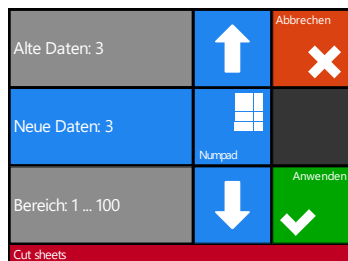 Alte Daten: 3
Abbrechen
Neue Daten: 3
Numpad
Bereich: 1 ... 100
Anwenden
Cut sheets